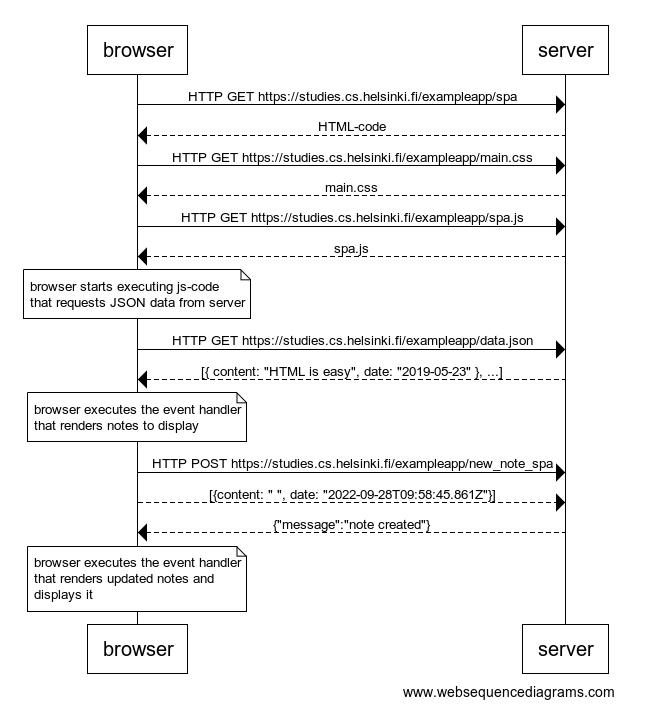 browser
server
HTTP GET https://studies.cs.helsinki.fi/exampleapp/spa
HTML-code
HTTP GET https://studies.cs.helsinki.fi/exampleapp/main.css
main.css
HTTP GET https://studies.cs.helsinki.fi/exampleapp/spa.js
spa.js
browser starts executing js-code
that requests JSON data from server
HTTP GET https://studies.cs.helsinki.fi/exampleapp/data.json
[{ content: "HTML is easy", date: "2019-05-23" }, ...]
browser executes the event handler
that renders notes to display
HTTP POST https://studies.cs.helsinki.fi/exampleapp/new_note_spa
[{content: " ", date: "2022-09-28T09:58:45.861Z"}]
{"message":"note created"}
browser executes the event handler
that renders updated notes and
displays it
browser
server
www.websequencediagrams.com